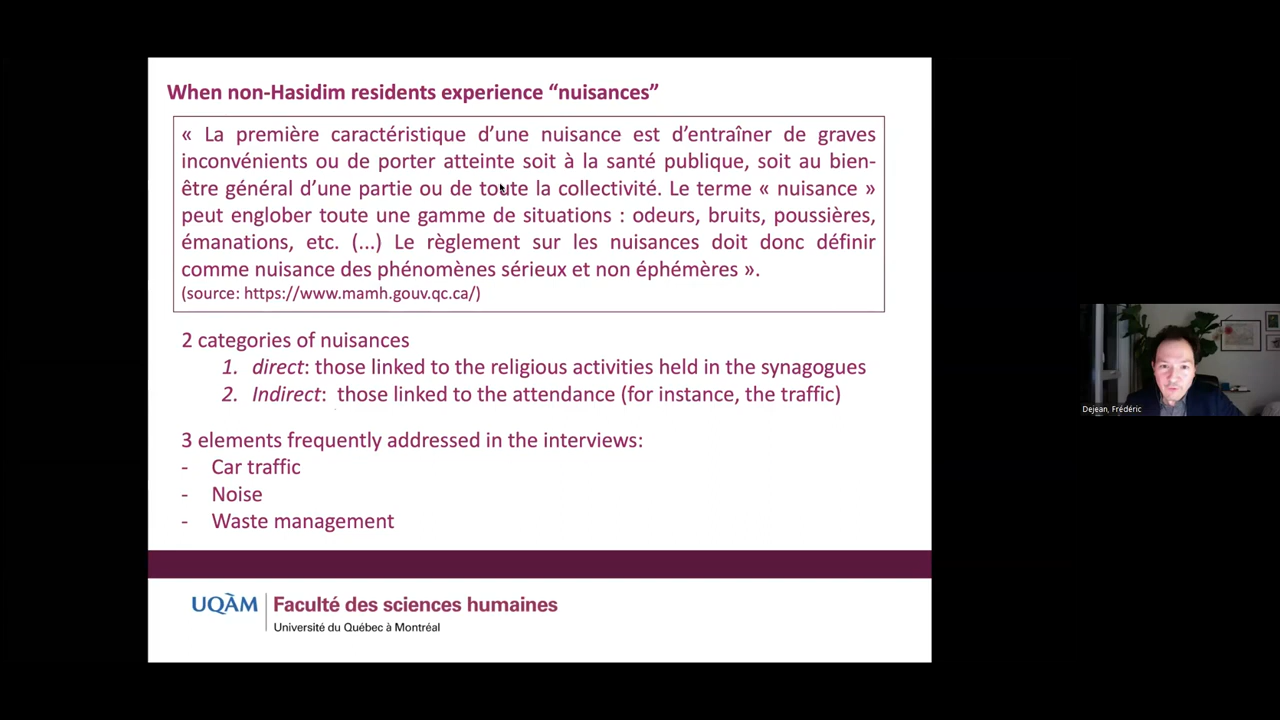 When non-Hasidim residents experience “nuisances”
« La première caractéristique d’une nuisance est d’entraîner de graves
inconvénients ou de porter atteinte soit à la santé publique, soit au bien-
être général d’une partie ou de toute la collectivité. Le terme « nuisance »
peut englober toute une gamme de situations : odeurs, bruits, poussières,
émanations, etc. (...) Le règlement sur les nuisances doit donc définir
comme nuisance des phénomènes sérieux et non éphémères ».
(source: https://www.mamh.gouv.qc.ca/)
2 categories of nuisances
1. direct: those linked to the religious activities held in the synagogues
2. Indirect: those linked to the attendance (for instance, the traffic)
3 elements frequently addressed in the interviews:
- Car traffic
- Noise
- Waste management
UQÀM Faculté des sciences humaines
Université du Québec à Montréal
Dejean, Frédéric